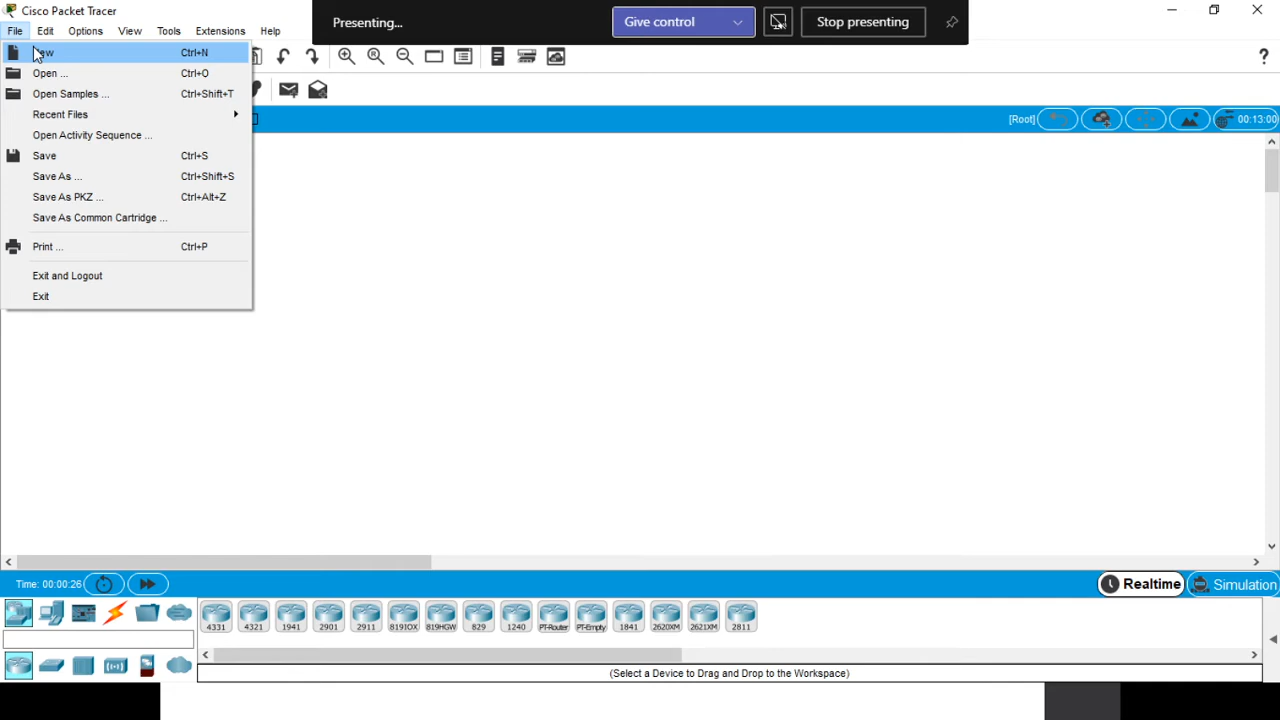 Cisco Packet Tracer
Presenting...
Give control
Stop presenting
File Edit Options View Tools Extensions Help
Ctrl+N
Open ... Ctrl+O
Open Samples ... Ctrl+Shift+T
Recent Files
[Root] 00:13:00
Open Activity Sequence ...
Save Ctrl+S
Save As ... Ctrl+Shift+S
Save As PKZ ... Ctrl+Alt+Z
Save As Common Cartridge ...
Print ... Ctrl+P
Exit and Logout
Exit
Time: 00:00:26 Realtime Simulation
4331 4321 1941 2901 2911 819IOX 819HGW 829 1240 PT-Router PT-Empty 1841 2620XM 2621XM 2811
(Select a Device to Drag and Drop to the Workspace)